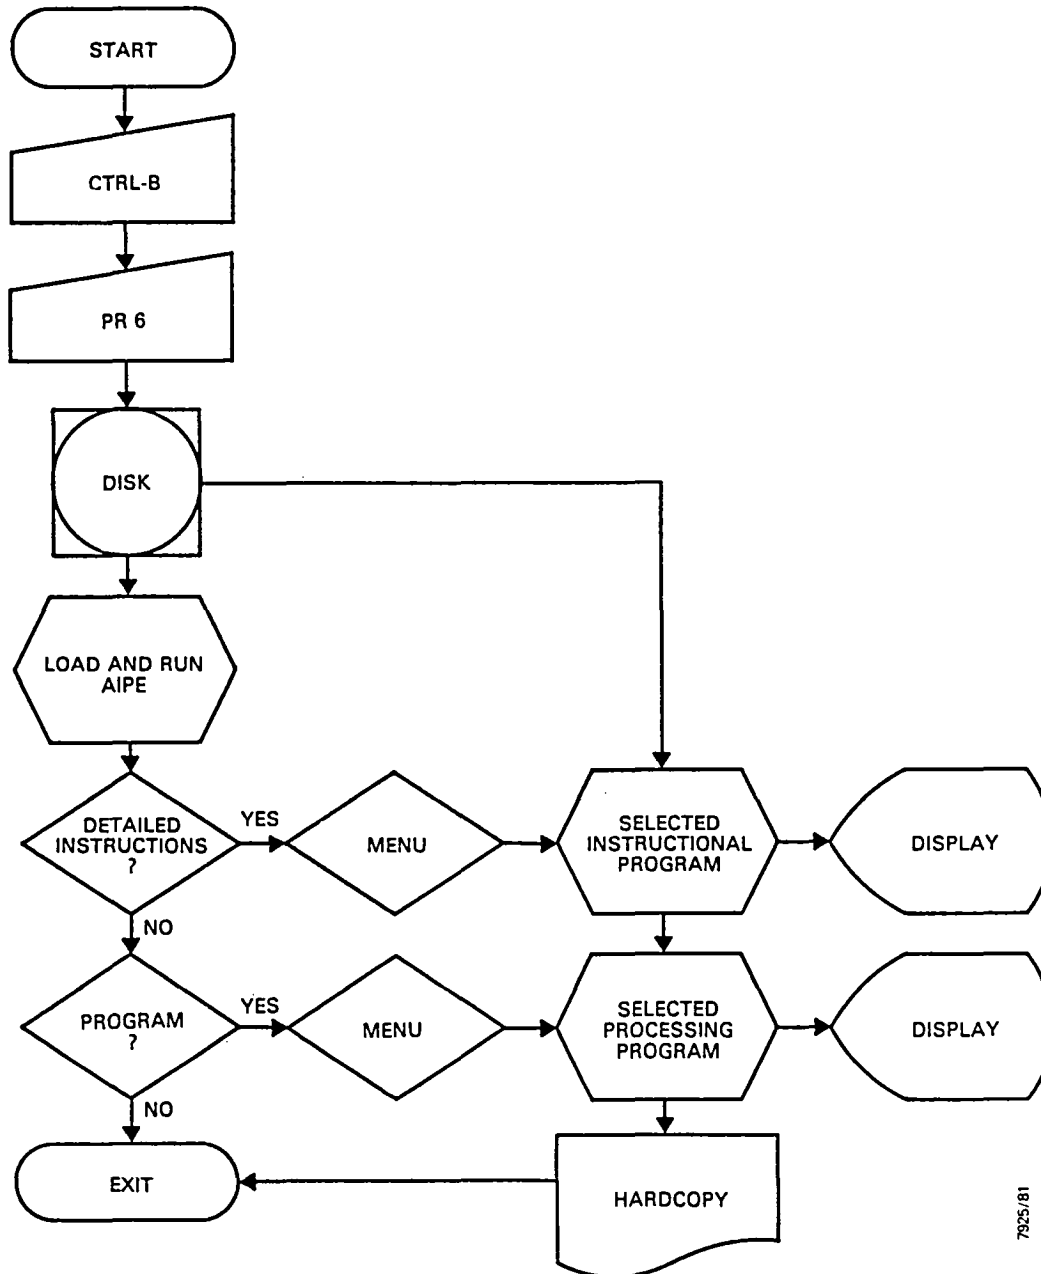 START
CTRL-B
PR 6
DISK
LOAD AND RUN
AIPE
DETAILED
INSTRUCTIONS
?
YES
MENU
SELECTED
INSTRUCTIONAL
PROGRAM
DISPLAY
NO
PROGRAM
?
YES
MENU
SELECTED
PROCESSING
PROGRAM
DISPLAY
NO
EXIT
HARDCOPY
7925/81